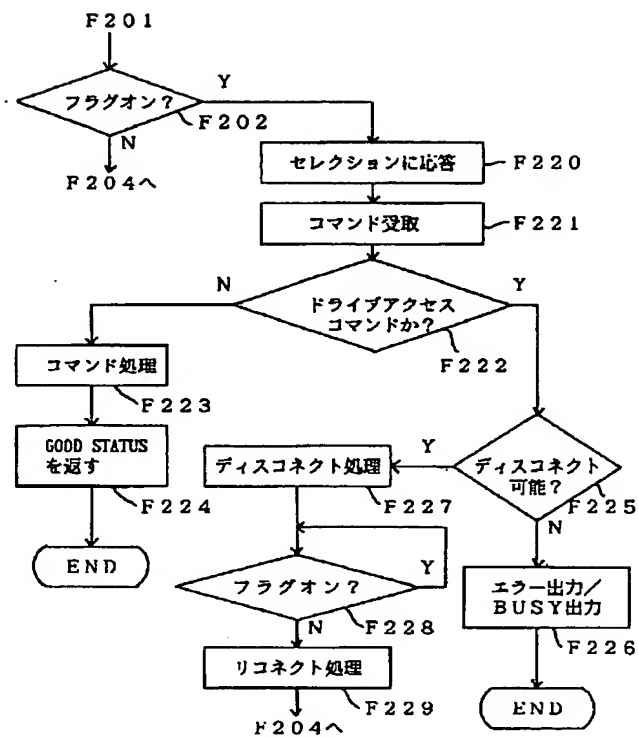 F201
フラグオン?
Y
F202
N
F204へ
セレクションに応答
F220
コマンド受取
F221
N
ドライブアクセス
コマンドか?
Y
F222
コマンド処理
F223
GOOD STATUS
を返す
F224
END
ディスコネクト
可能?
Y
F225
N
ディスコネクト処理
F227
フラグオン?
Y
F228
N
リコネクト処理
F229
F204へ
エラー出力/
BUSY出力
F226
END